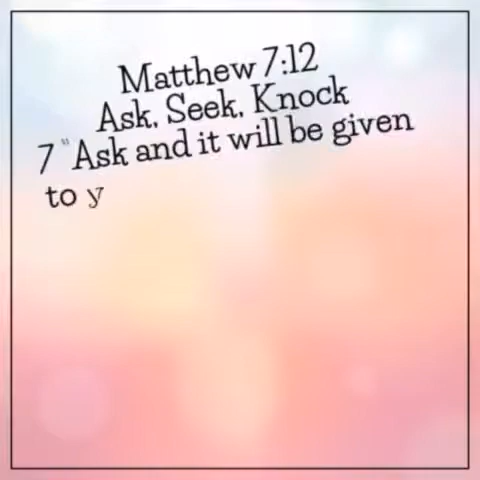 Matthew 7:12
Ask, Seek, Knock
7 "Ask and it will be given
to y